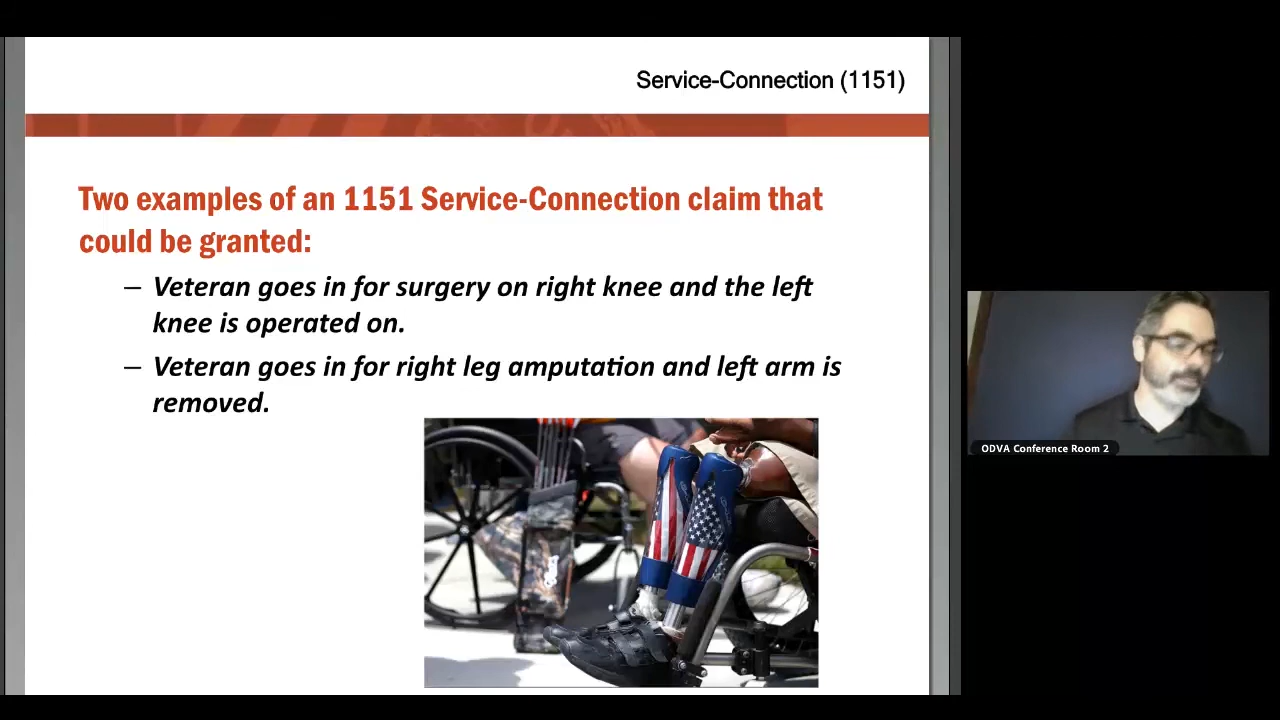 Service-Connection (1151)
Two examples of an 1151 Service-Connection claim that
could be granted:
– Veteran goes in for surgery on right knee and the left
knee is operated on.
– Veteran goes in for right leg amputation and left arm is
removed.
ODVA Conference Room 2